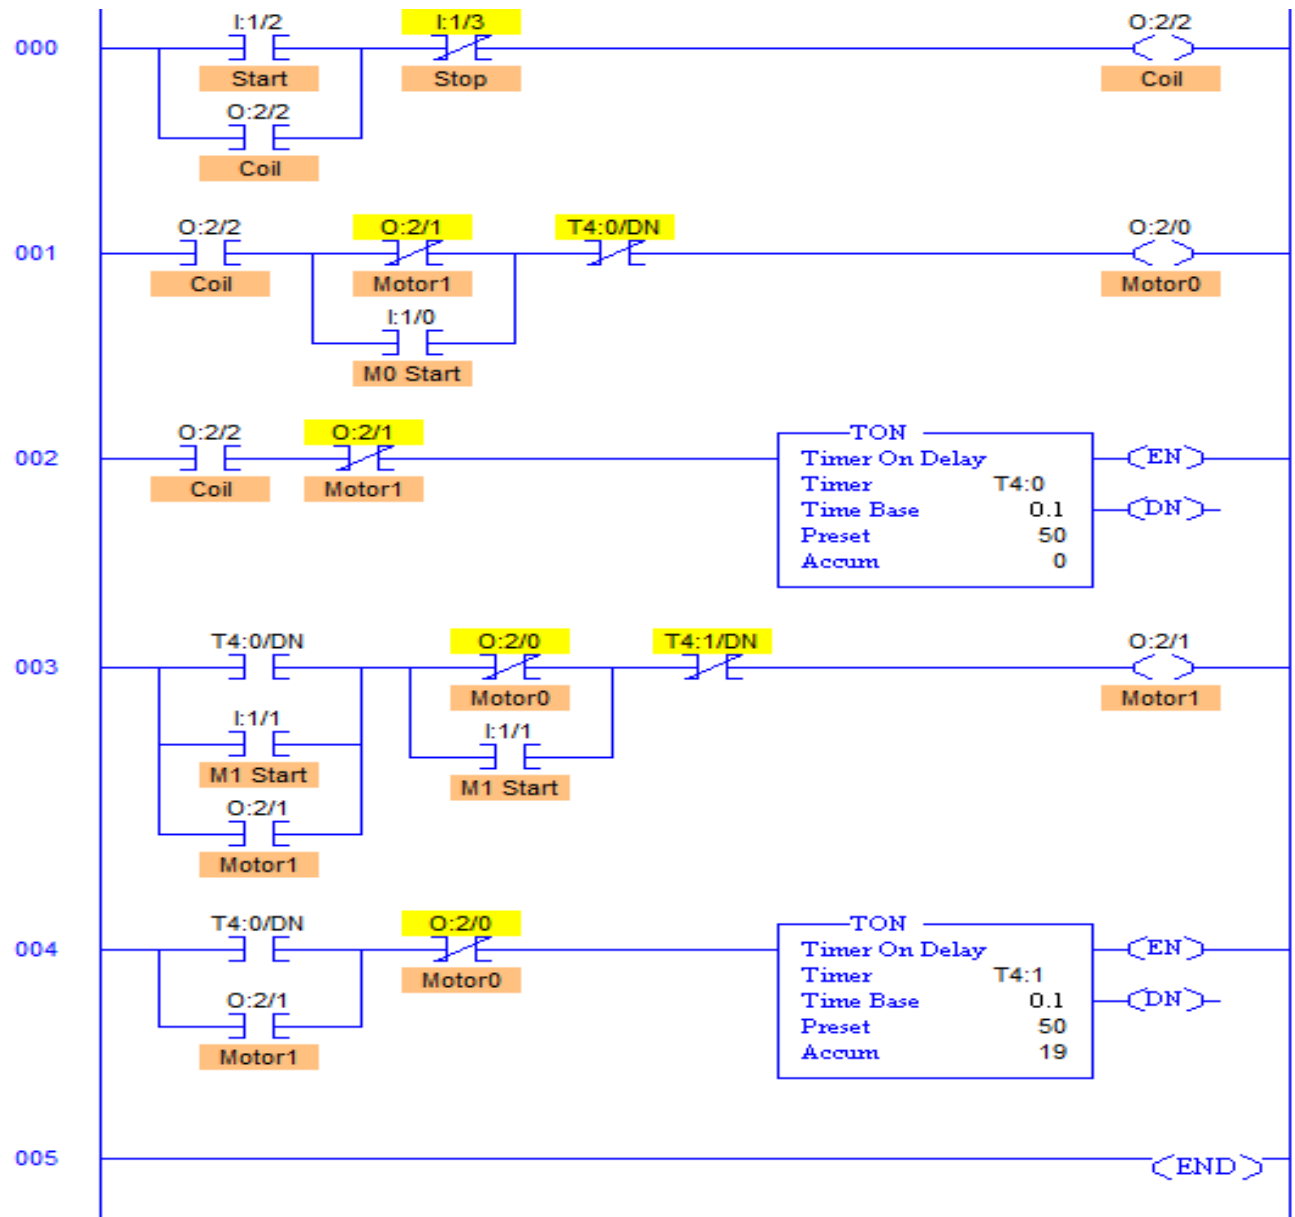 I:1/2 I:1/3 O:2/2
000
Start Stop Coil
O:2/2
Coil
O:2/2 O:2/1 T4:0/DN O:2/0
001
Coil Motor1 Motor0
I:1/0
M0 Start
O:2/2 O:2/1
002
Coil Motor1
TON
Timer On Delay EN
Timer T4:0
Time Base 0.1 DN
Preset 50
Accum 0
T4:0/DN O:2/0 T4:1/DN O:2/1
003
Motor0 Motor1
I:1/1 I:1/1
M1 Start M1 Start
O:2/1
Motor1
T4:0/DN O:2/0
004
Motor0
O:2/1
Motor1
TON
Timer On Delay EN
Timer T4:1
Time Base 0.1 DN
Preset 50
Accum 19
005 END